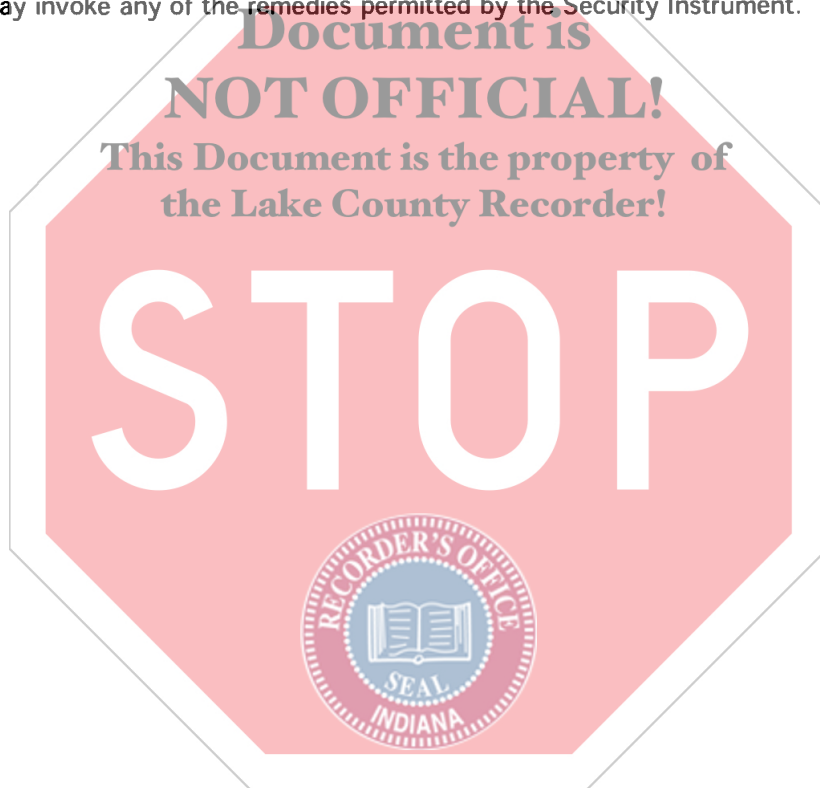 ay invoke any of the remedies permitted by the Security Instrument.
Document is
NOT OFFICIAL!
This Document is the property of
the Lake County Recorder!
STOP
RECORDER'S OFFICE
SEAL
INDIANA